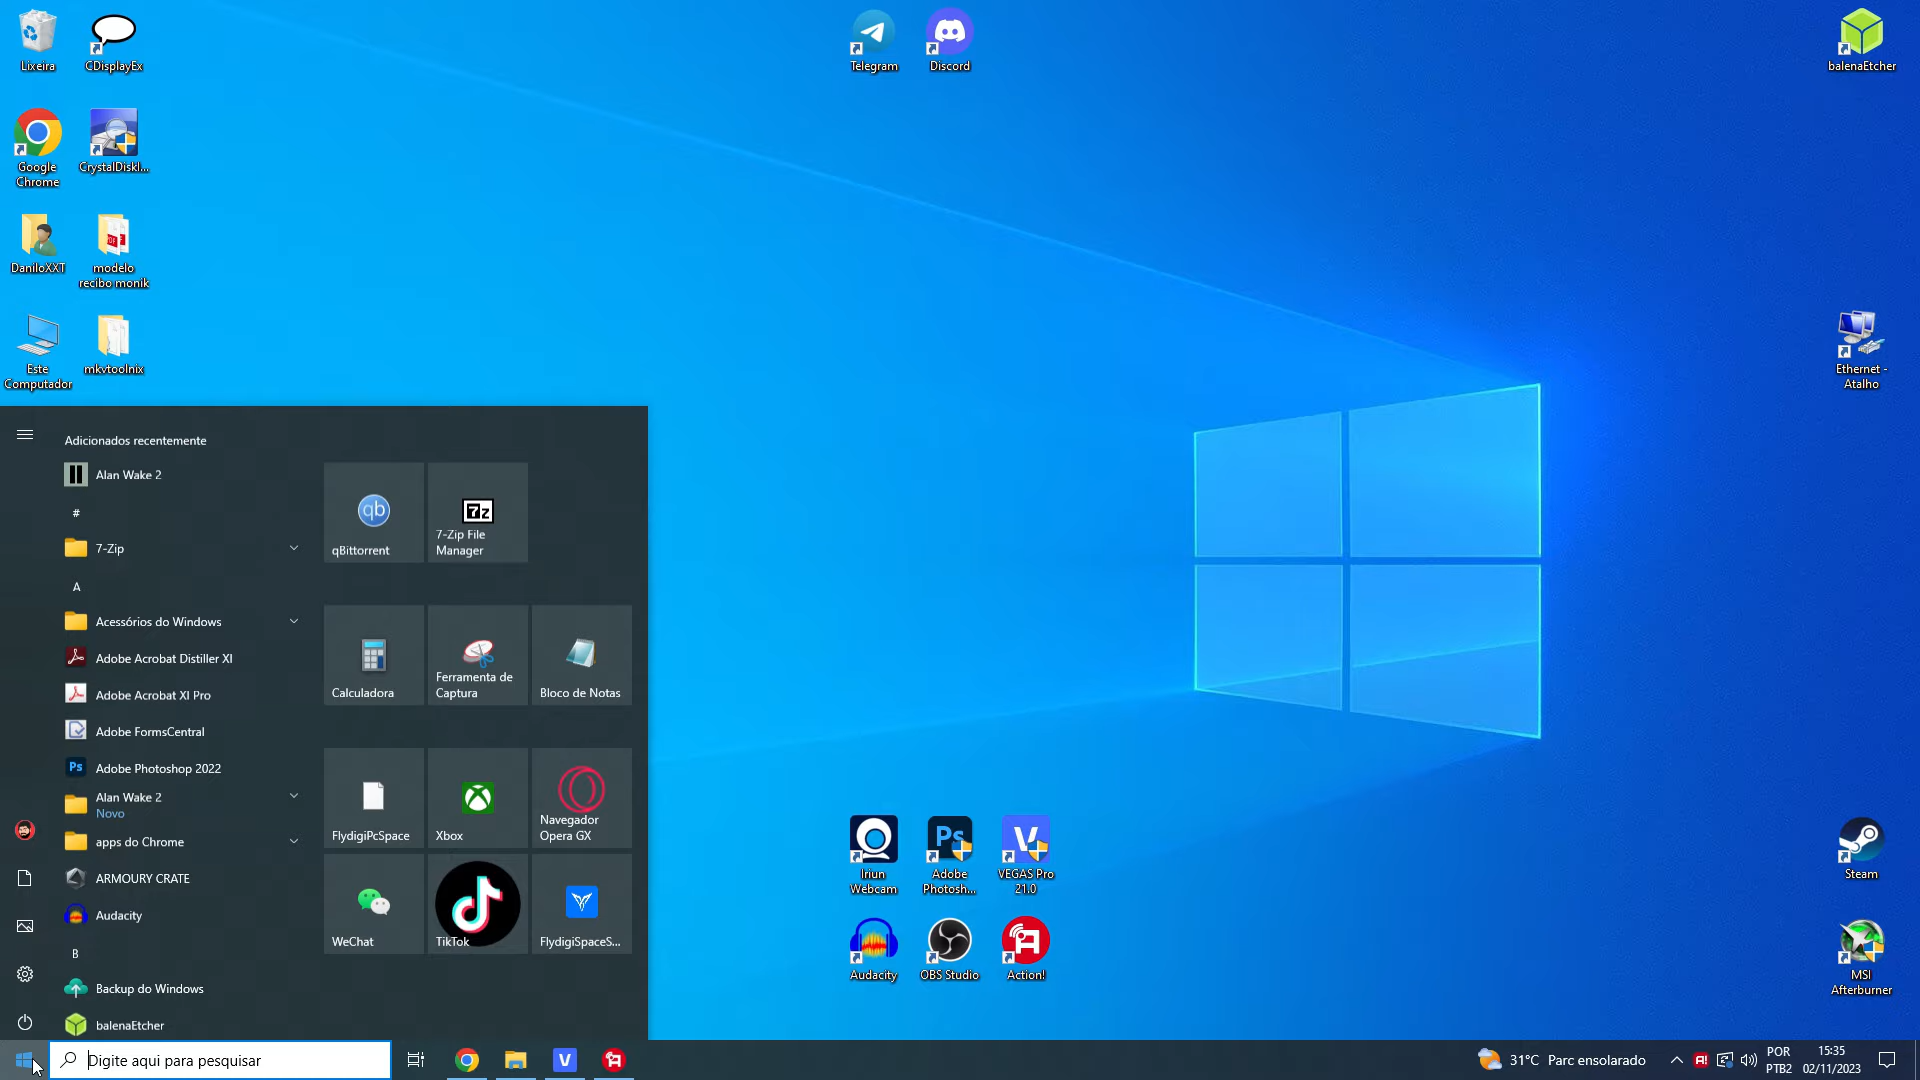 Lixeira
CDisplayEx
Telegram
Discord
balenaEtcher
Google
Chrome
CrystalDiskI...
DaniloXXT
modelo
recibo monik
Este
Computador
mkvtoolnix
Ethernet -
Atalho
Adicionados recentemente
Alan Wake 2
#
7-Zip
A
Acessórios do Windows
Adobe Acrobat Distiller XI
Adobe Acrobat XI Pro
Adobe FormsCentral
Ps
Adobe Photoshop 2022
Alan Wake 2
Novo
apps do Chrome
ARMOURY CRATE
Audacity
B
Backup do Windows
balenaEtcher
qb
qBittorrent
7z
7-Zip File
Manager
Calculadora
Ferramenta de
Captura
Bloco de Notas
FlydigiPcSpace
Xbox
Navegador
Opera GX
WeChat
TikTok
FlydigiSpaceS...
Iriun
Webcam
Ps
Adobe
Photosh...
V
VEGAS Pro
21.0
Audacity
OBS Studio
Action!
Steam
MSI
Afterburner
Digite aqui para pesquisar
V
31°C Parc ensolarado
POR
PTB2
15:35
02/11/2023